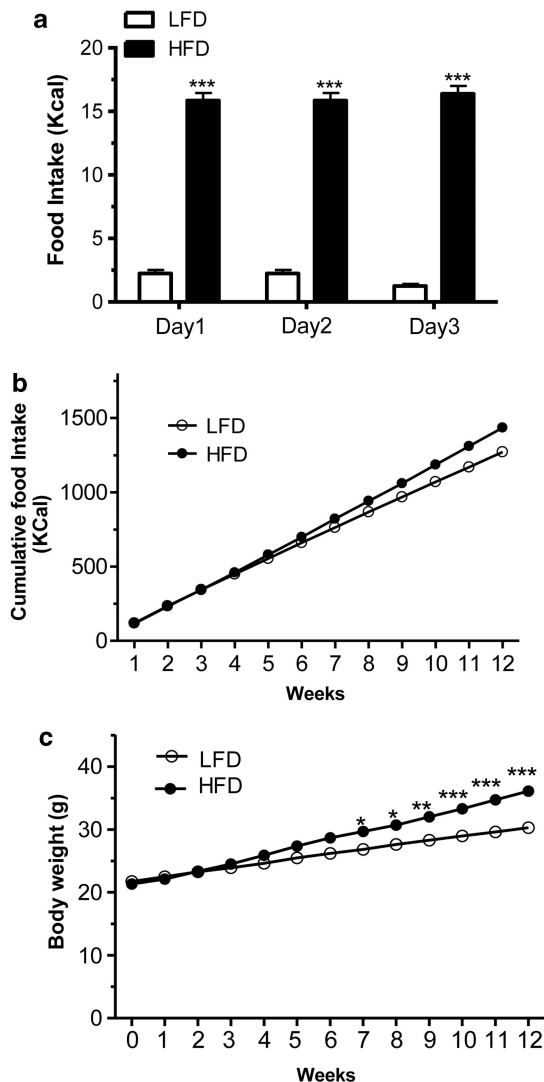 a
LFD
HFD
Food Intake (Kcal)
20
15
10
5
0
*** *** ***
Day1 Day2 Day3
b
LFD
HFD
Cumulative food Intake
(KCal)
1500
1000
500
0
1 2 3 4 5 6 7 8 9 10 11 12
Weeks
c
LFD
HFD
Body weight (g)
40
30
20
10
0
* * ** *** *** ***
0 1 2 3 4 5 6 7 8 9 10 11 12
Weeks